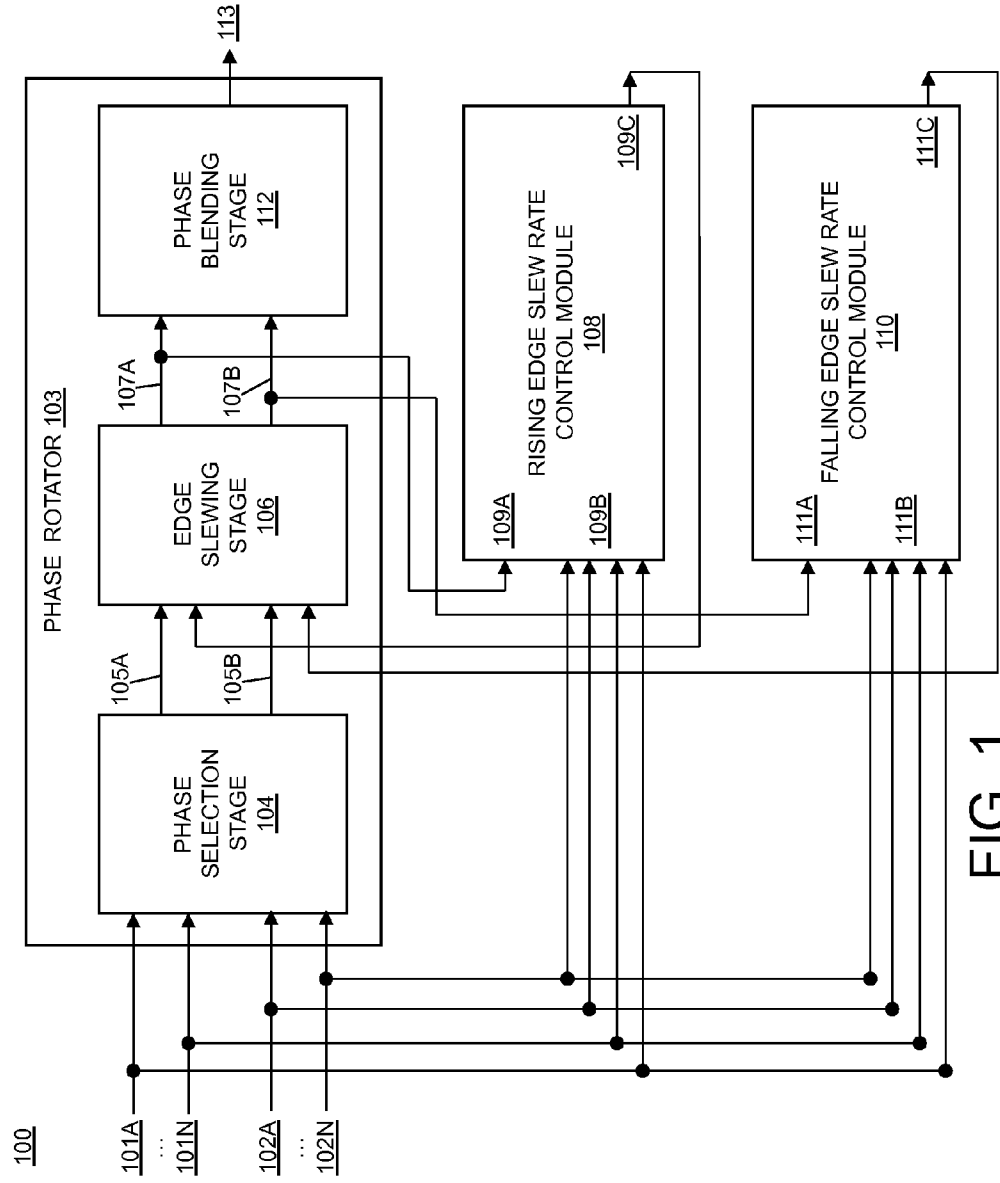 100
101A
...
101N
102A
...
102N
PHASE ROTATOR 103
PHASE
SELECTION
STAGE
104
105A
105B
EDGE
SLEWING
STAGE
106
107A
107B
PHASE
BLENDING
STAGE
112
113
109A
109B
RISING EDGE SLEW RATE
CONTROL MODULE
108
109C
111A
111B
FALLING EDGE SLEW RATE
CONTROL MODULE
110
111C
FIG. 1